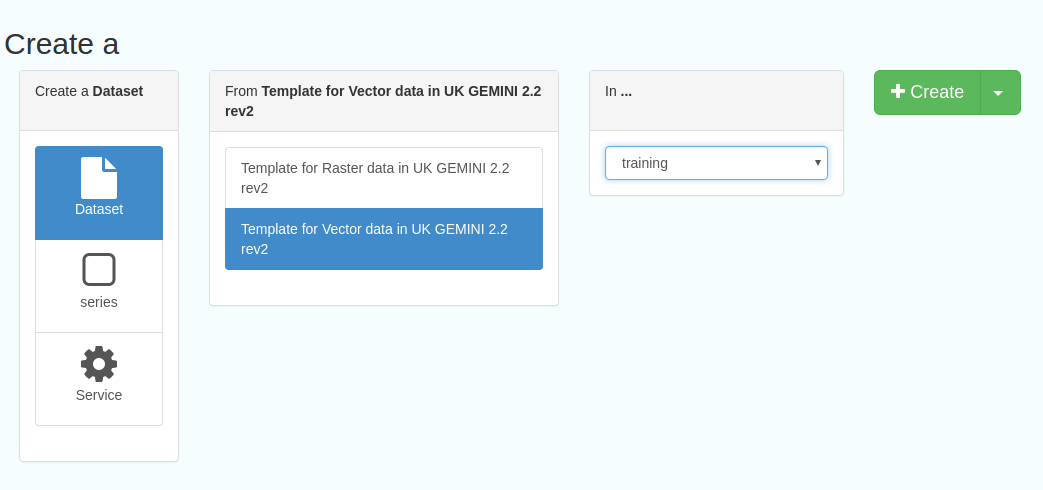 Create a
Create a Dataset
Dataset
series
Service
From Template for Vector data in UK GEMINI 2.2
rev2
Template for Raster data in UK GEMINI 2.2
rev2
Template for Vector data in UK GEMINI 2.2
rev2
In ...
training
Create